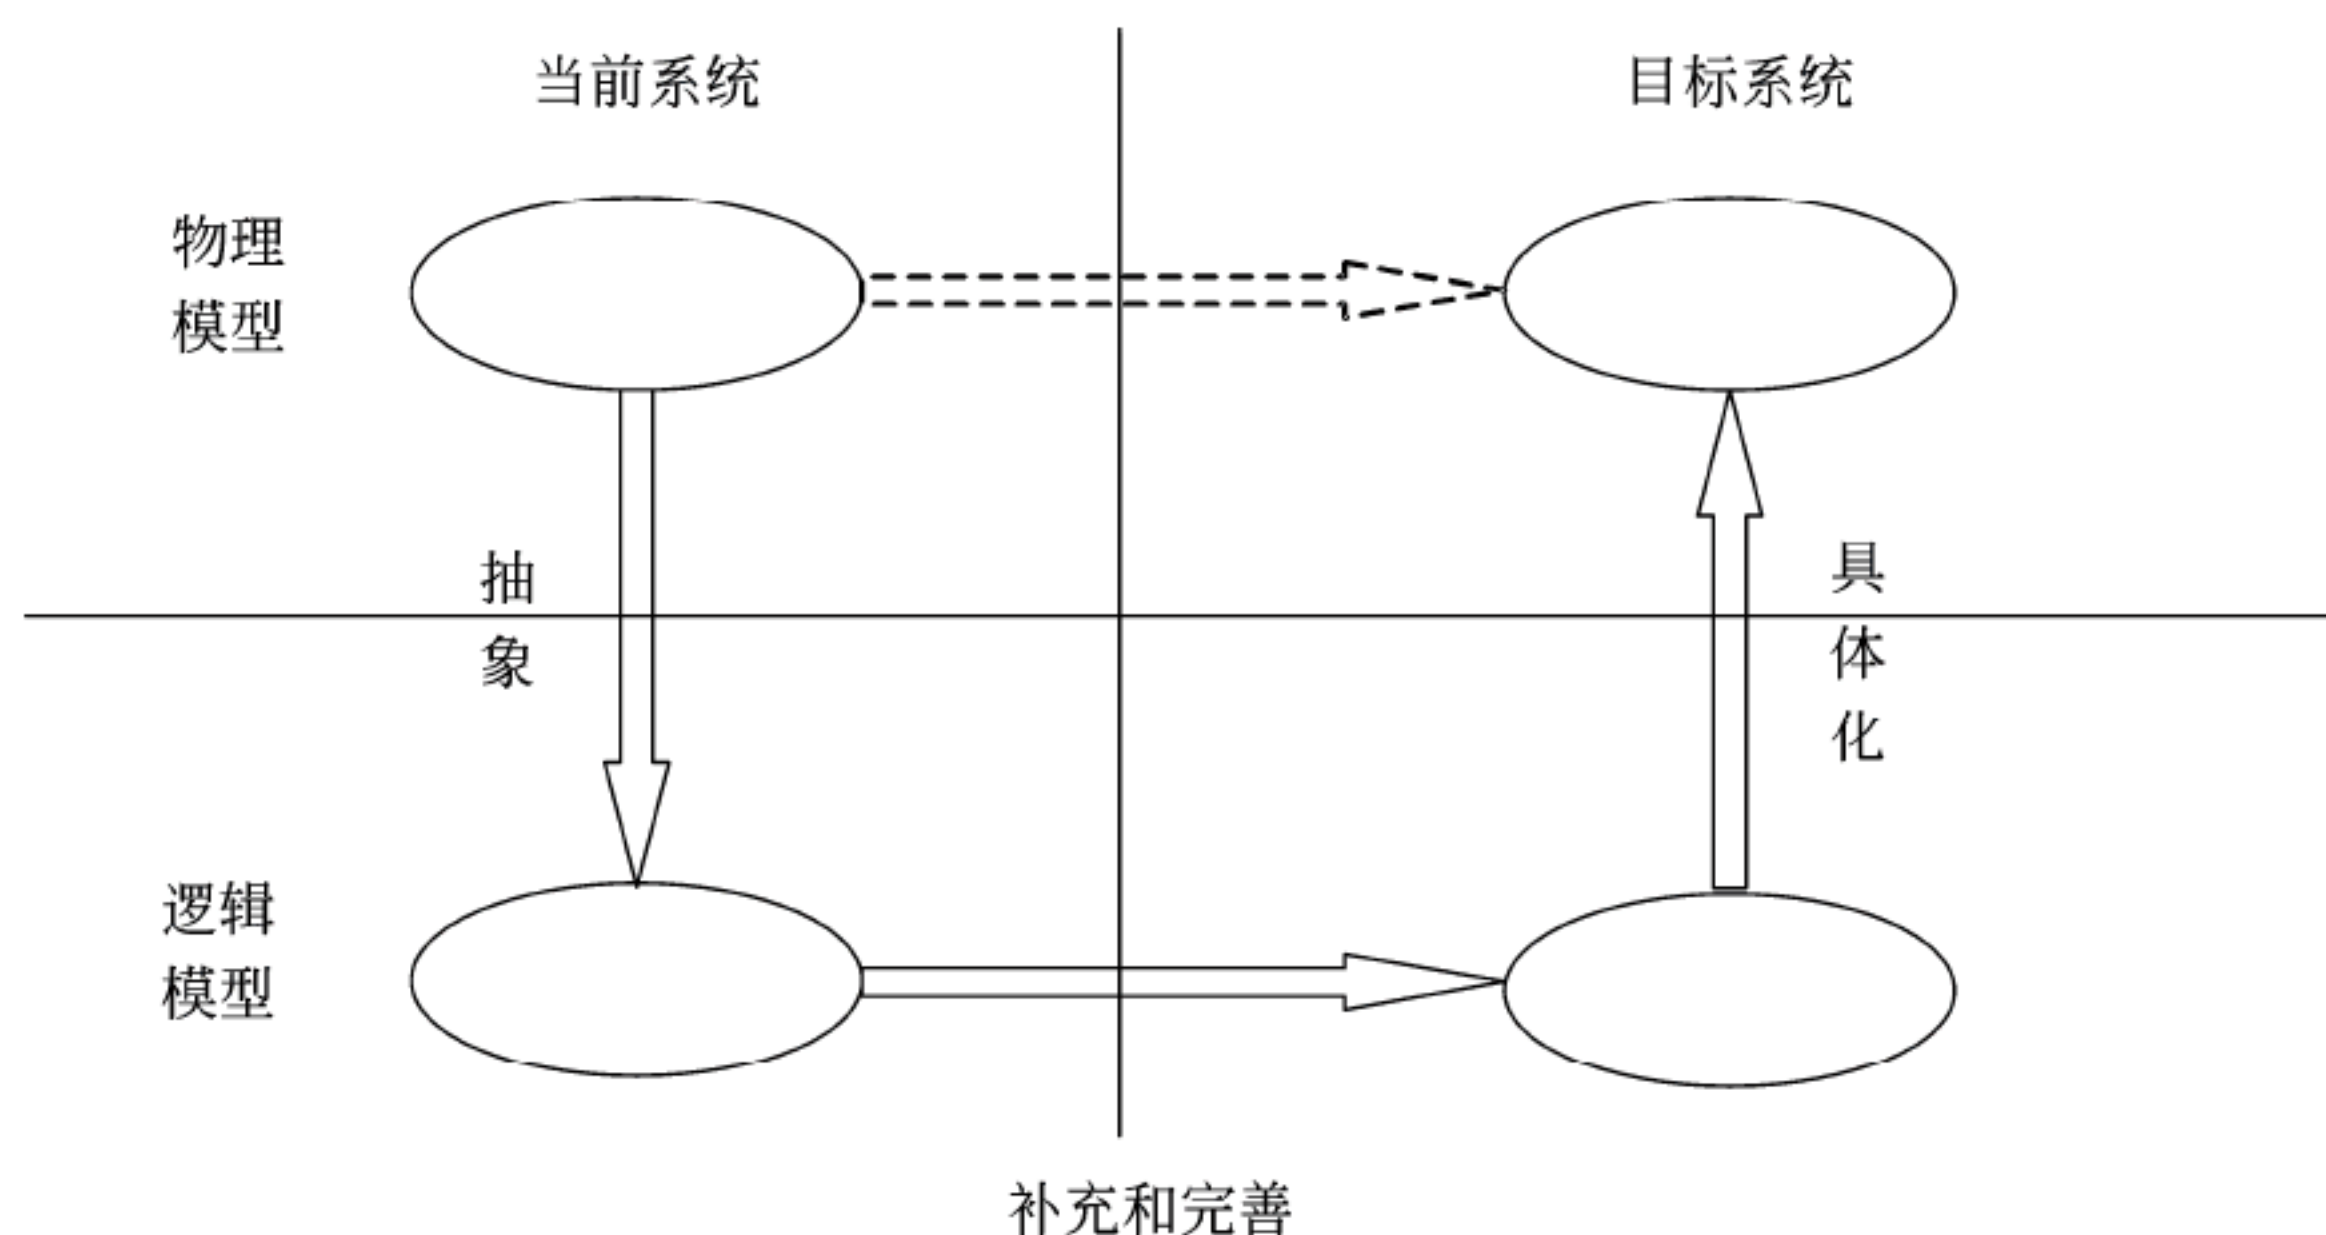 当前系统
目标系统
物理
模型
抽
象
具
体
化
逻辑
模型
补充和完善